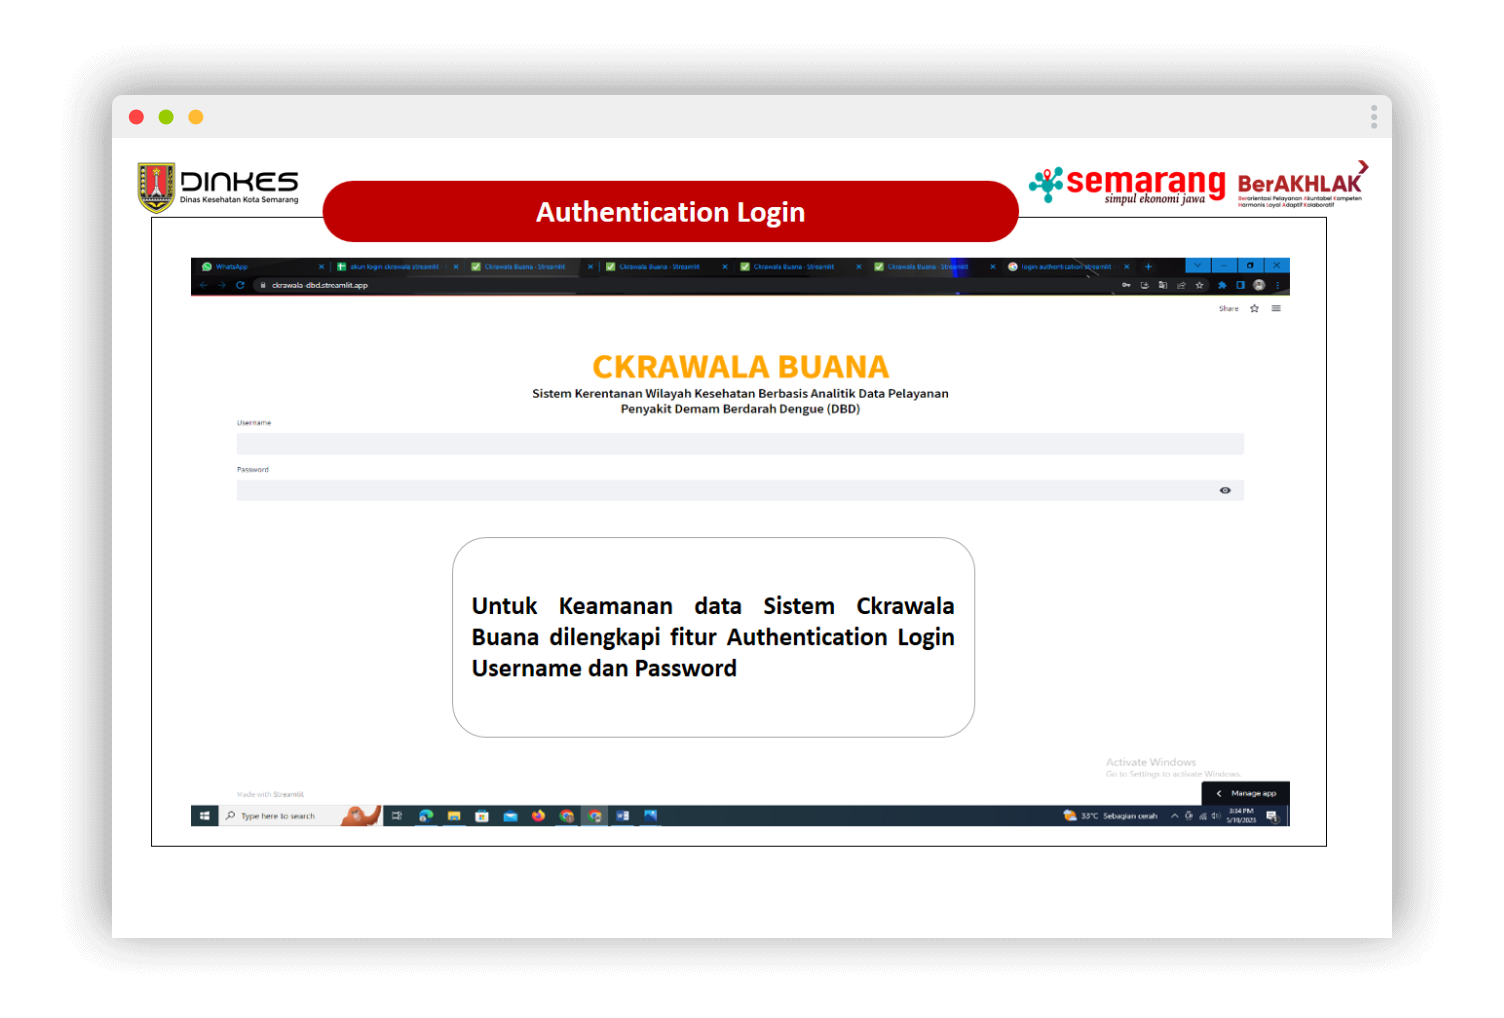 DINKES
Dinas Kesehatan Kota Semarang
Authentication Login
semarang
simpul ekonomi jawa
BerAKHLAK
Berorientasi Pelayanan Akuntabel Kompeten
Harmonis Loyal Adaptif Kolaboratif
WhatsApp
akun login ckrawala streamlit
Ckrawala Buana · Streamlit
Ckrawala Buana · Streamlit
Ckrawala Buana · Streamlit
Ckrawala Buana · Streamlit
login authentication streamlit
ckrawala-dbd.streamlit.app
Share
CKRAWALA BUANA
Sistem Kerentanan Wilayah Kesehatan Berbasis Analitik Data Pelayanan
Penyakit Demam Berdarah Dengue (DBD)
Username
Password
Untuk Keamanan data Sistem Ckrawala
Buana dilengkapi fitur Authentication Login
Username dan Password
Activate Windows
Go to Settings to activate Windows.
Made with Streamlit
Manage app
Type here to search
33°C Sebagian cerah
3:34 PM
5/19/2023